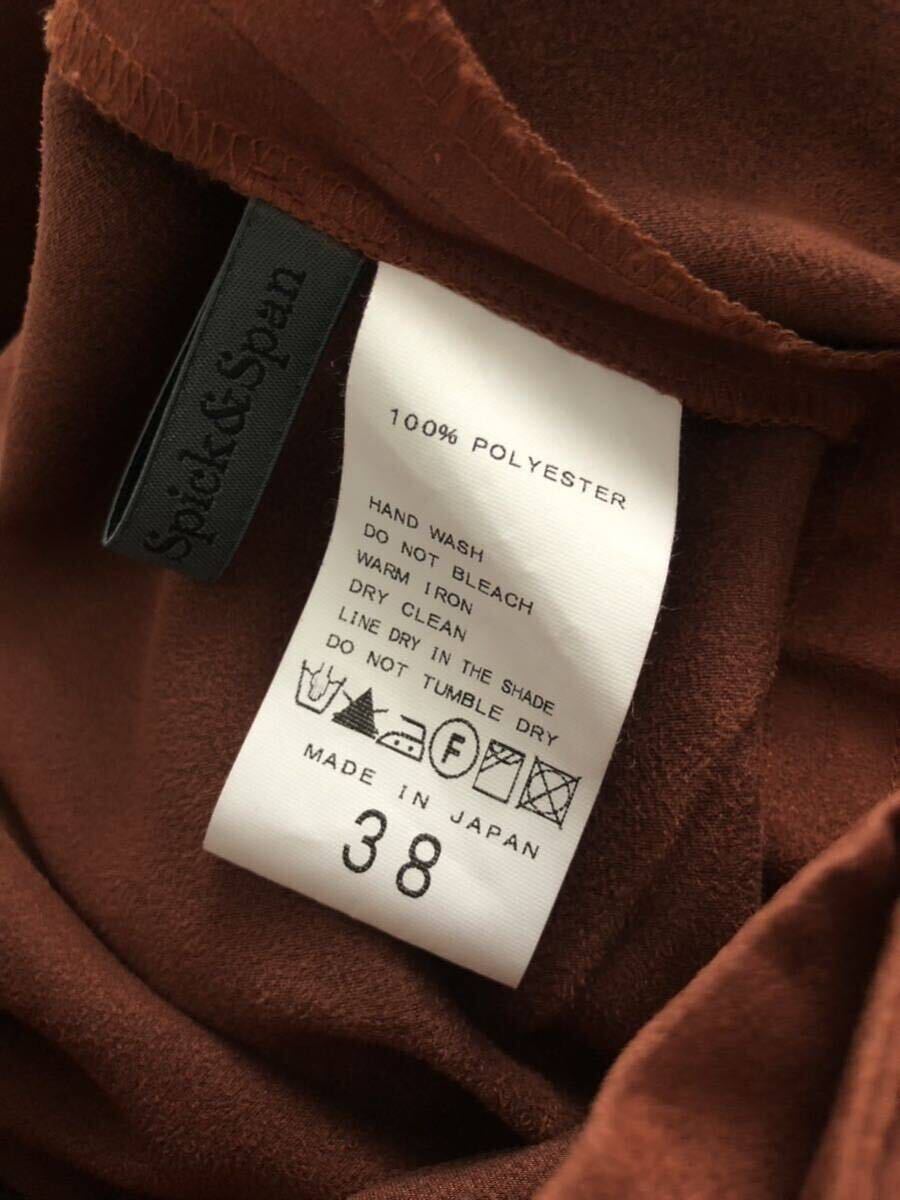 Spick&Span
100% POLYESTER
HAND WASH
DO NOT BLEACH
WARM IRON
DRY CLEAN
LINE DRY IN THE SHADE
DO NOT TUMBLE DRY
F
MADE IN JAPAN
38